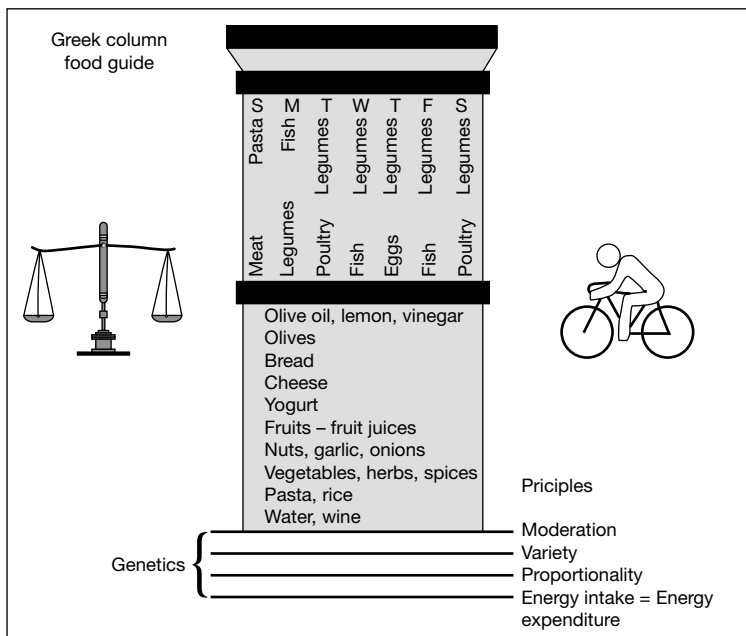 Greek column
food guide
S M T W T F S
Pasta Fish Legumes Legumes Legumes Legumes Legumes
Meat Legumes Poultry Fish Eggs Fish Poultry
Olive oil, lemon, vinegar
Olives
Bread
Cheese
Yogurt
Fruits – fruit juices
Nuts, garlic, onions
Vegetables, herbs, spices
Pasta, rice
Water, wine
Priciples
Moderation
Genetics
Variety
Proportionality
Energy intake = Energy
expenditure